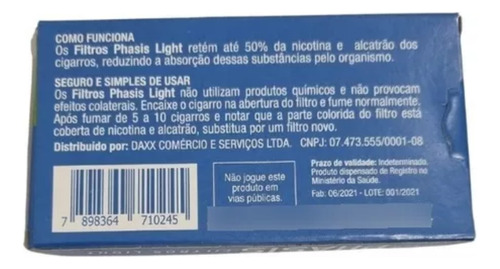 COMO FUNCIONA
Os Filtros Phasis Light retém até 50% da nicotina e alcatrão dos
cigarros, reduzindo a absorção dessas substâncias pelo organismo.
SEGURO E SIMPLES DE USAR
Os Filtros Phasis Light não utilizam produtos químicos e não provocam
efeitos colaterais. Encaixe o cigarro na abertura do filtro e fume normalmente.
Após fumar de 5 a 10 cigarros e notar que a parte colorida do filtro está
coberta de nicotina e alcatrão, substitua por um filtro novo.
Distribuído por: DAXX COMÉRCIO E SERVIÇOS LTDA. CNPJ: 07.473.555/0001-08
Não jogue este
produto em
vias públicas.
Prazo de validade: Indeterminado.
Produto dispensado de Registro no
Ministério da Saúde.
Fab: 06/2021 - LOTE: 001/2021
7 898364 710245